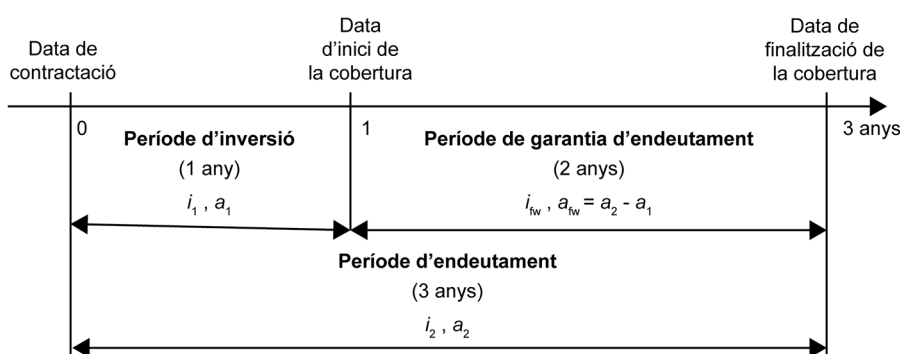 Data de
contractació
Data
d’inici de
la cobertura
Data de
finalització de
la cobertura
0
1
3 anys
Període d’inversió
(1 any)
i1 , a1
Període de garantia d’endeutament
(2 anys)
ifw , afw = a2 - a1
Període d’endeutament
(3 anys)
i2 , a2